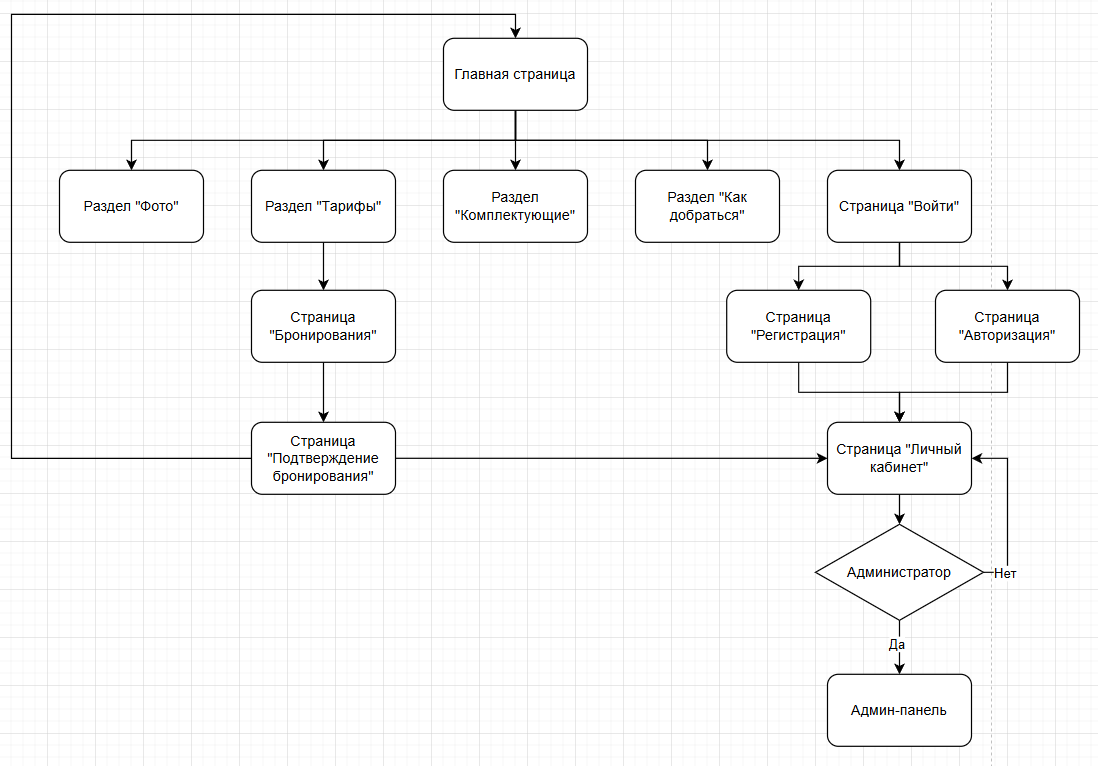 Главная страница
Раздел "Фото"
Раздел "Тарифы"
Раздел
"Комплектующие"
Раздел "Как
добраться"
Страница "Войти"
Страница
"Бронирования"
Страница
"Регистрация"
Страница
"Авторизация"
Страница
"Подтверждение
бронирования"
Страница "Личный
кабинет"
Администратор
Нет
Да
Админ-панель